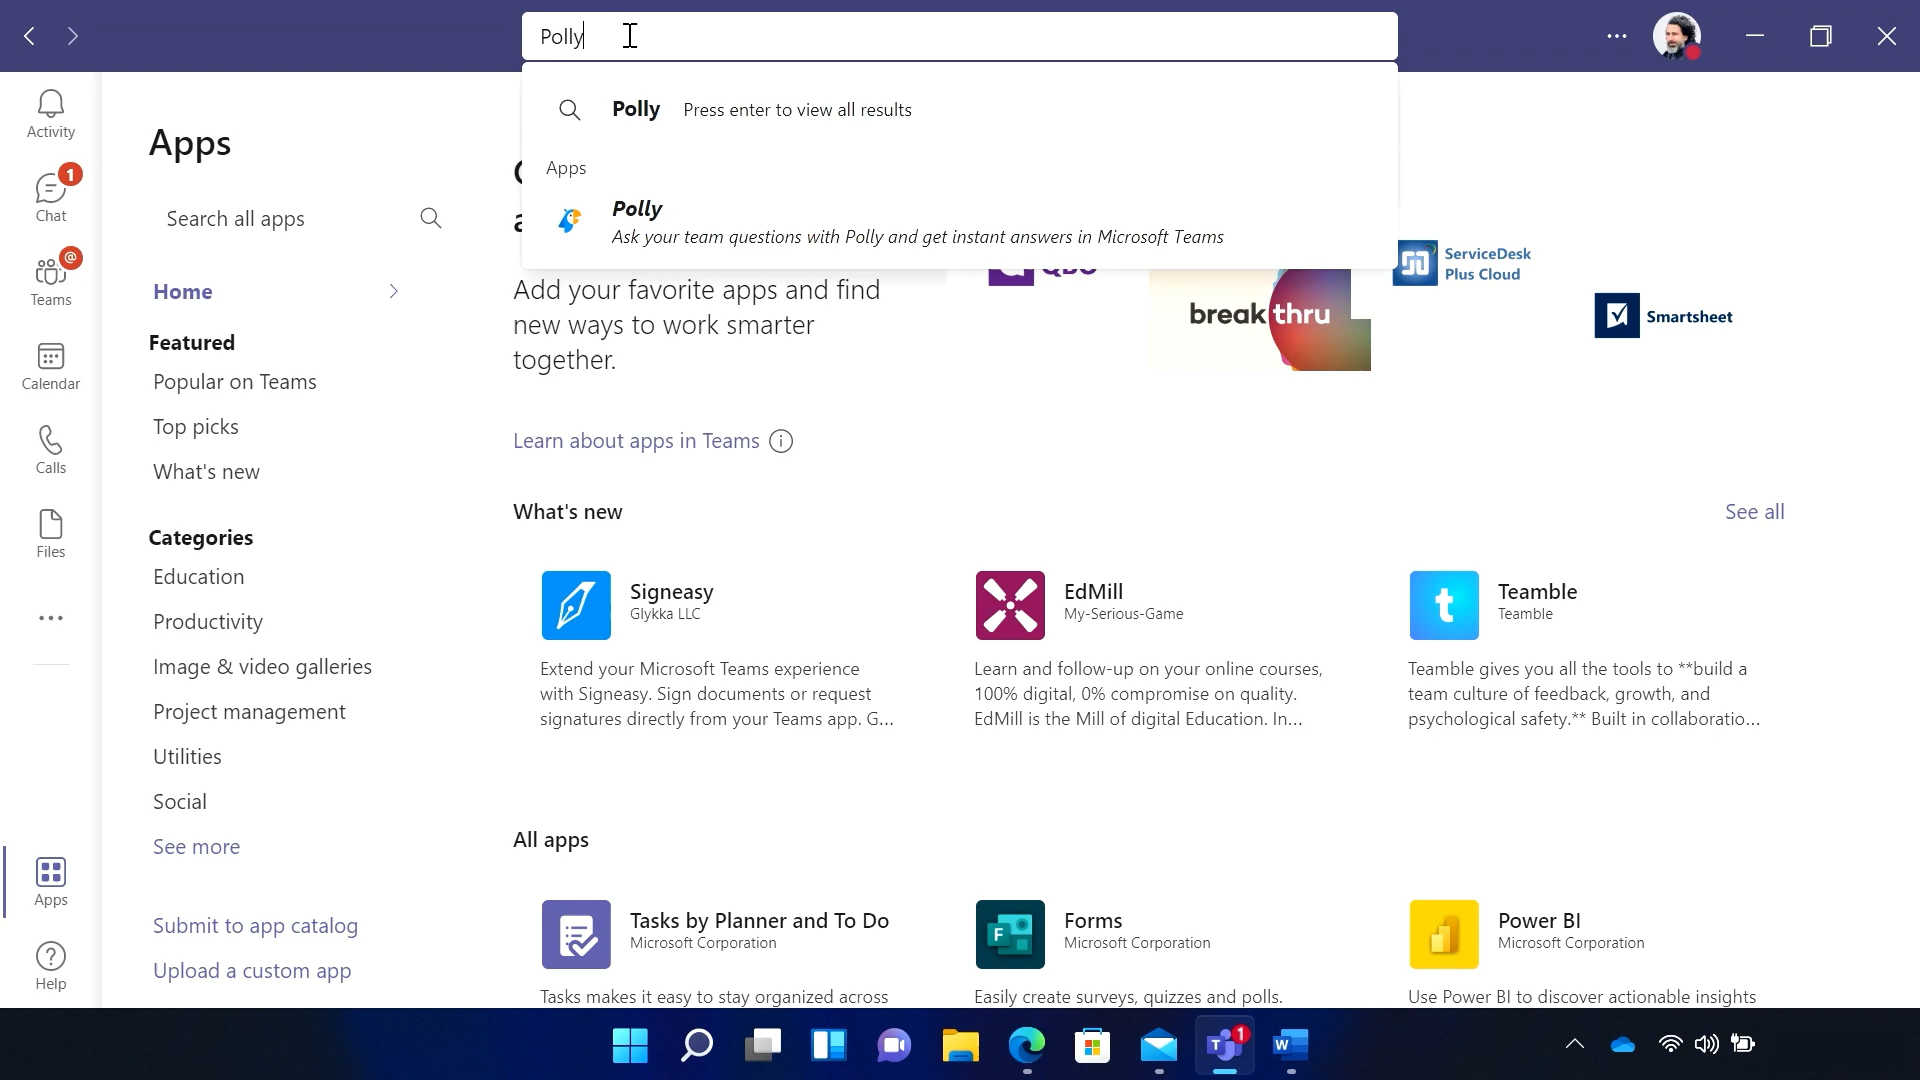 Polly
Polly Press enter to view all results
Apps
Polly
Ask your team questions with Polly and get instant answers in Microsoft Teams
Activity
1
Chat
@
Teams
Calendar
Calls
Files
Apps
Help
Apps
Search all apps
Home
Featured
Popular on Teams
Top picks
What's new
Categories
Education
Productivity
Image & video galleries
Project management
Utilities
Social
See more
Submit to app catalog
Upload a custom app
Add your favorite apps and find
new ways to work smarter
together.
Learn about apps in Teams
breakthru
ServiceDesk
Plus Cloud
Smartsheet
What's new
See all
Signeasy
Glykka LLC
Extend your Microsoft Teams experience
with Signeasy. Sign documents or request
signatures directly from your Teams app. G...
EdMill
My-Serious-Game
Learn and follow-up on your online courses,
100% digital, 0% compromise on quality.
EdMill is the Mill of digital Education. In...
t
Teamble
Teamble
Teamble gives you all the tools to **build a
team culture of feedback, growth, and
psychological safety.** Built in collaboratio...
All apps
Tasks by Planner and To Do
Microsoft Corporation
Tasks makes it easy to stay organized across
F
Forms
Microsoft Corporation
Easily create surveys, quizzes and polls.
Power BI
Microsoft Corporation
Use Power BI to discover actionable insights
T
1
W